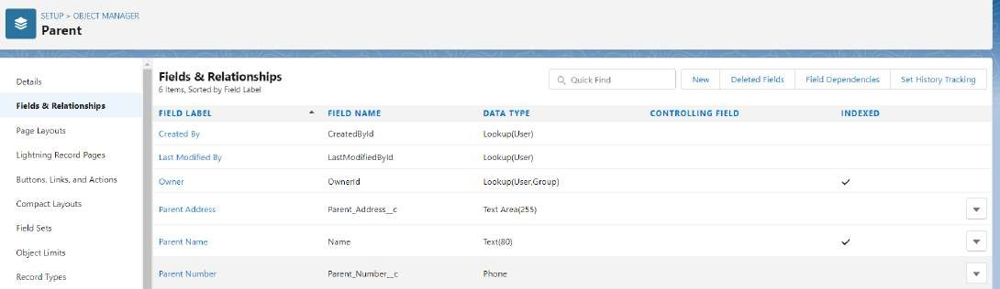 SETUP > OBJECT MANAGER
Parent
Details
Fields & Relationships
Page Layouts
Lightning Record Pages
Buttons, Links, and Actions
Compact Layouts
Field Sets
Object Limits
Record Types
Fields & Relationships
6 Items, Sorted by Field Label
Quick Find
New
Deleted Fields
Field Dependencies
Set History Tracking
FIELD LABEL FIELD NAME DATA TYPE CONTROLLING FIELD INDEXED
Created By CreatedById Lookup(User)
Last Modified By LastModifiedById Lookup(User)
Owner OwnerId Lookup(User,Group)
Parent Address Parent_Address__c Text Area(255)
Parent Name Name Text(80)
Parent Number Parent_Number__c Phone